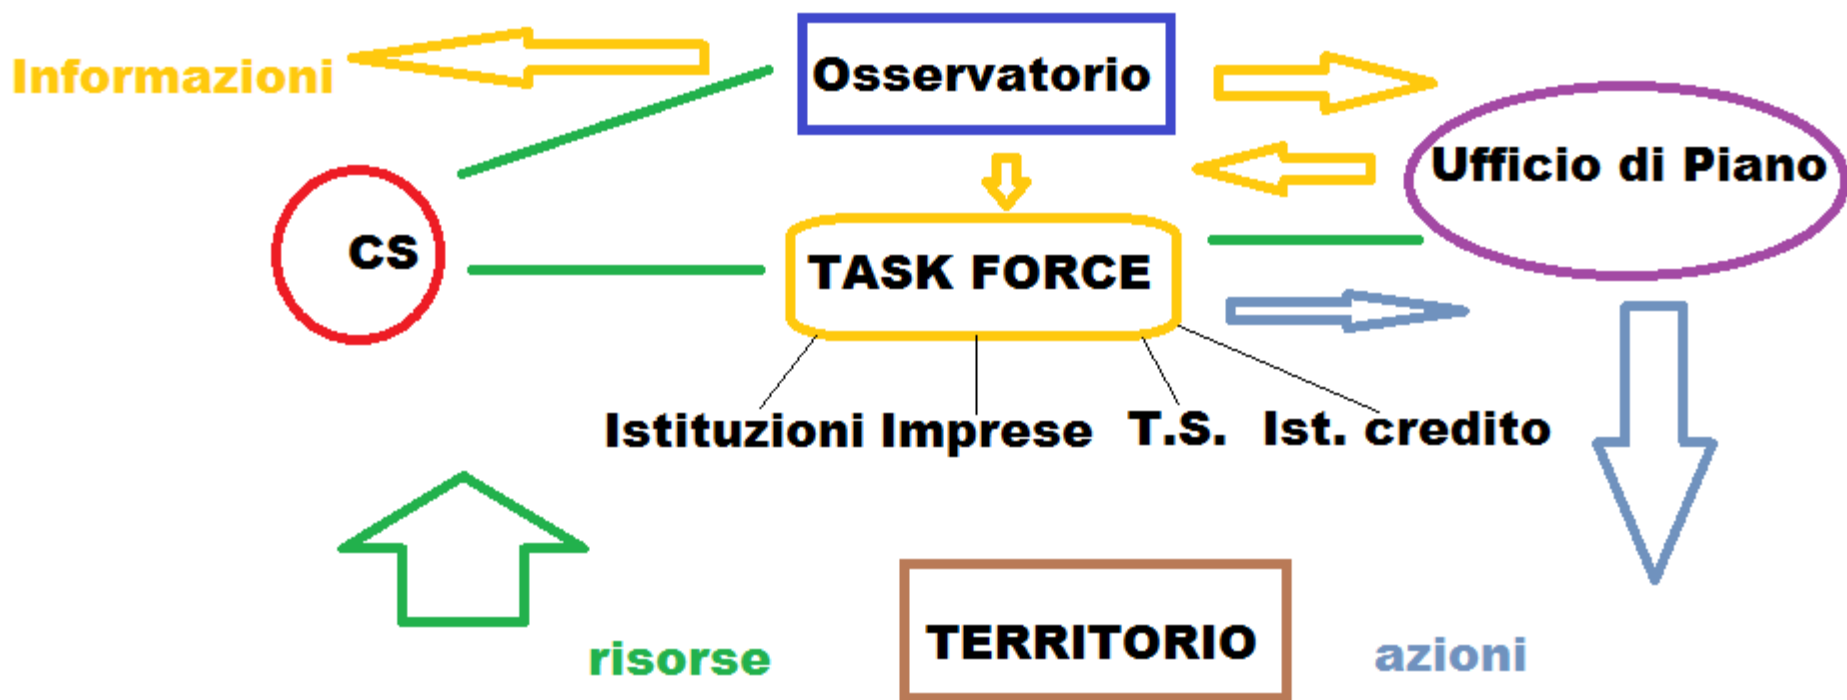 Osservatorio
Informazioni
Ufficio di Piano
CS
TASK FORCE
Istituzioni Imprese T.S. Ist. credito
risorse
TERRITORIO
azioni